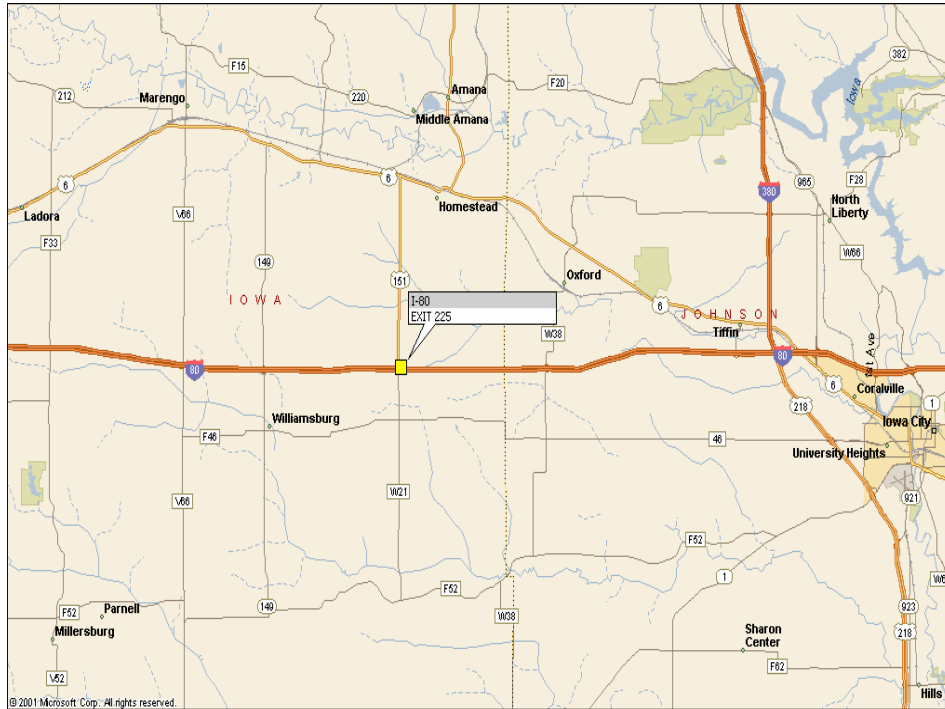 382
F15
Iowa
Amana
F20
212
Marengo
220
Middle Amana
6
965
F28
6
380
North
Liberty
Homestead
Ladora
V66
F33
W66
149
151
Oxford
I O W A
I-80
EXIT 225
6
J O H N S O N
Tiffin
W38
1st Ave
80
80
6
Coralville
218
1
Williamsburg
Iowa City
F46
46
University Heights
V66
W21
921
F52
1
F52
149
923
F52
Parnell
W38
218
Millersburg
Sharon
Center
F62
V52
Hills
© 2001 Microsoft Corp. All rights reserved.